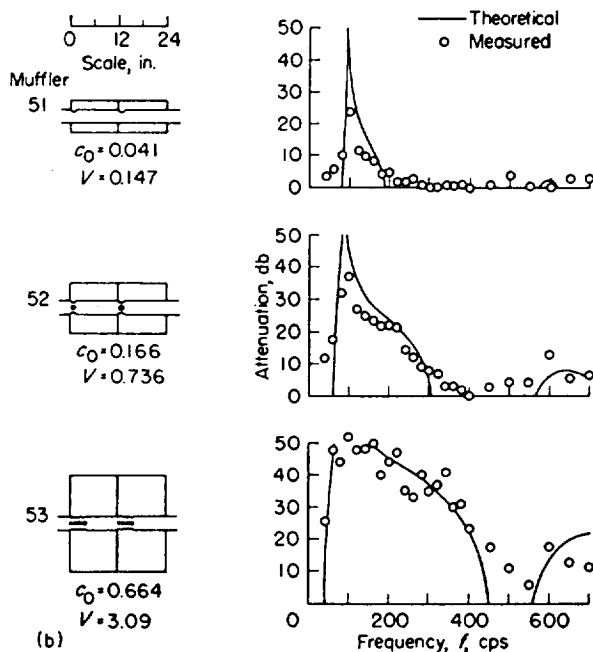 0 12 24
Scale, in.
Muffler
51
c₀=0.041
V=0.147
52
c₀=0.166
V=0.736
53
c₀=0.664
V=3.09
(b)
Theoretical
Measured
50
40
30
20
10
0
50
40
30
20
10
0
Attenuation, db
50
40
30
20
10
0 200 400 600
Frequency, f, cps